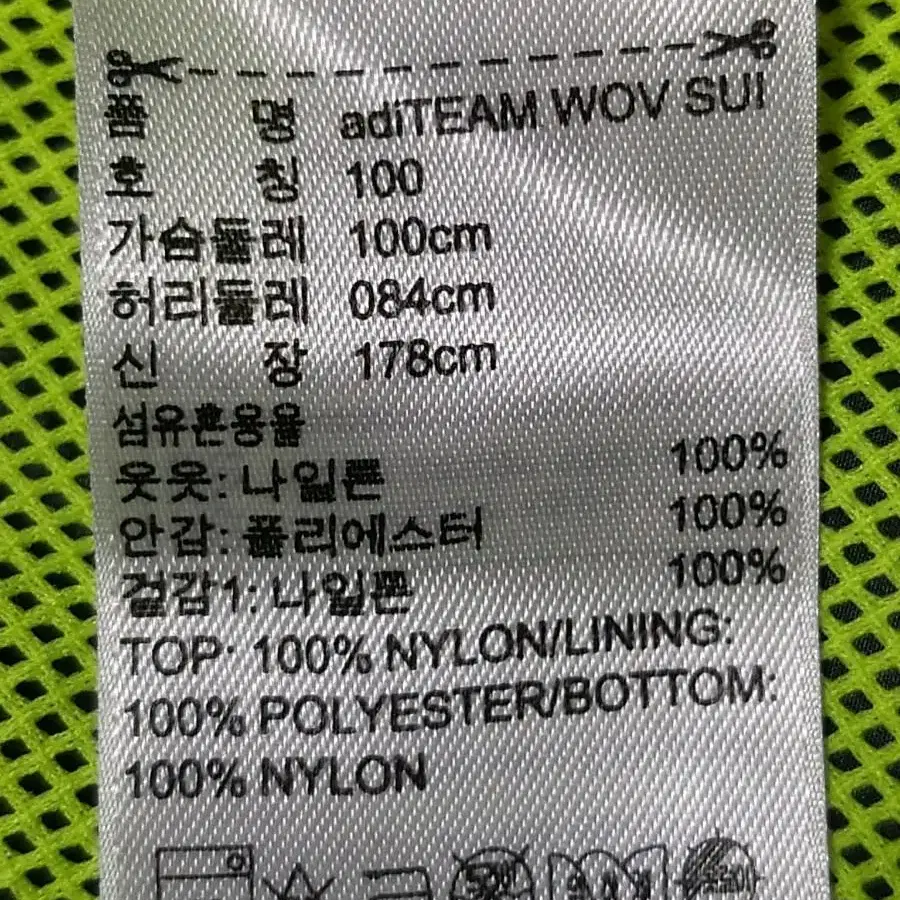 품 명 adiTEAM WOV SUI
호 칭 100
가슴둘레 100cm
허리둘레 084cm
신 장 178cm
섬유혼용율
웃옷: 나일론 100%
안감: 폴리에스터 100%
겉감1: 나일론 100%
TOP: 100% NYLON/LINING:
100% POLYESTER/BOTTOM:
100% NYLON